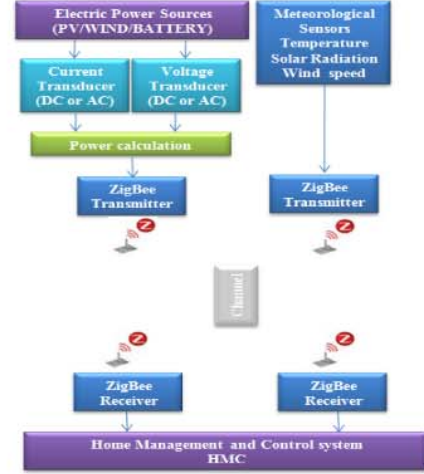 Electric Power Sources
(PV/WIND/BATTERY)
Meteorological
Sensors
Temperature
Solar Radiation
Wind speed
Current
Transducer
(DC or AC)
Voltage
Transducer
(DC or AC)
Power calculation
ZigBee
Transmitter
ZigBee
Transmitter
Z
Z
Channel
Z
Z
ZigBee
Receiver
ZigBee
Receiver
Home Management and Control system
HMC